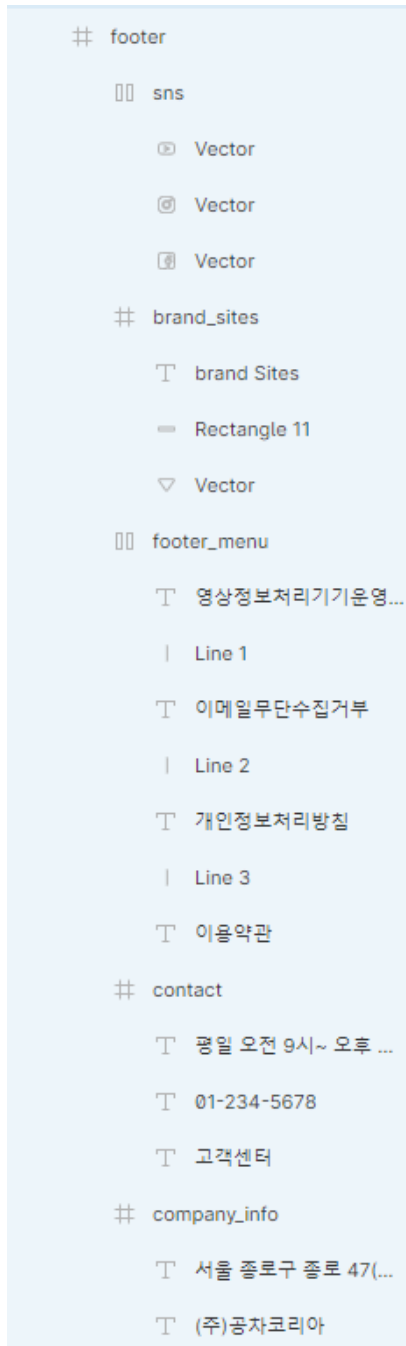 footer
sns
Vector
Vector
Vector
brand_sites
brand Sites
Rectangle 11
Vector
footer_menu
영상정보처리기기운영...
Line 1
이메일무단수집거부
Line 2
개인정보처리방침
Line 3
이용약관
contact
평일 오전 9시~ 오후 ...
01-234-5678
고객센터
company_info
서울 종로구 종로 47(...
(주)공차코리아